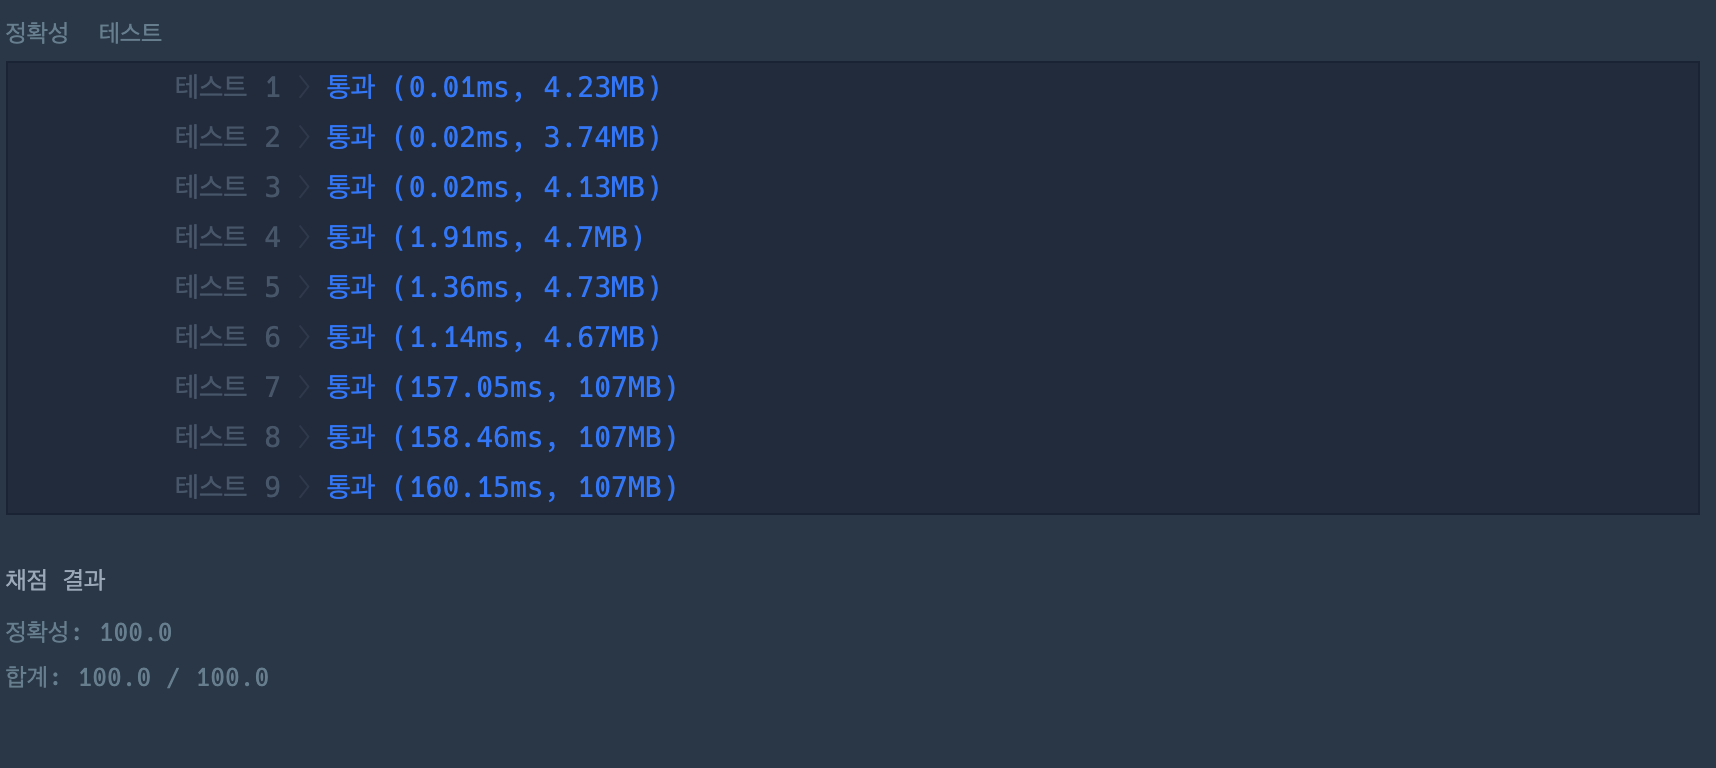 정확성  테스트
테스트 1 〉 통과 (0.01ms, 4.23MB)
테스트 2 〉 통과 (0.02ms, 3.74MB)
테스트 3 〉 통과 (0.02ms, 4.13MB)
테스트 4 〉 통과 (1.91ms, 4.7MB)
테스트 5 〉 통과 (1.36ms, 4.73MB)
테스트 6 〉 통과 (1.14ms, 4.67MB)
테스트 7 〉 통과 (157.05ms, 107MB)
테스트 8 〉 통과 (158.46ms, 107MB)
테스트 9 〉 통과 (160.15ms, 107MB)
채점 결과
정확성: 100.0
합계: 100.0 / 100.0